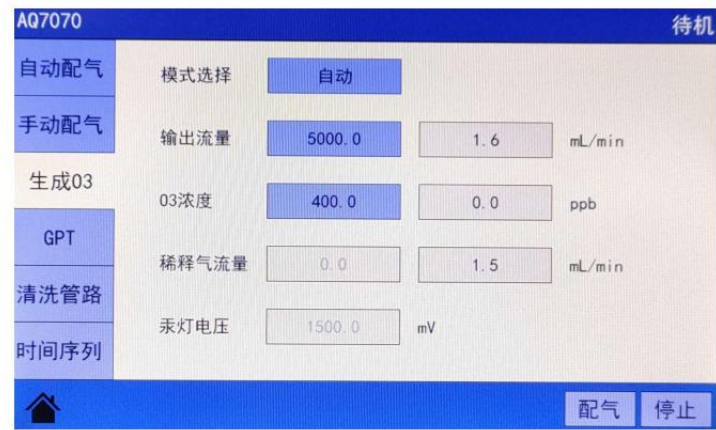 AQ7070 待机
自动配气
手动配气
生成03
GPT
清洗管路
时间序列
模式选择 自动
输出流量 5000.0 1.6 mL/min
03浓度 400.0 0.0 ppb
稀释气流量 0.0 1.5 mL/min
汞灯电压 1500.0 mV
配气 停止